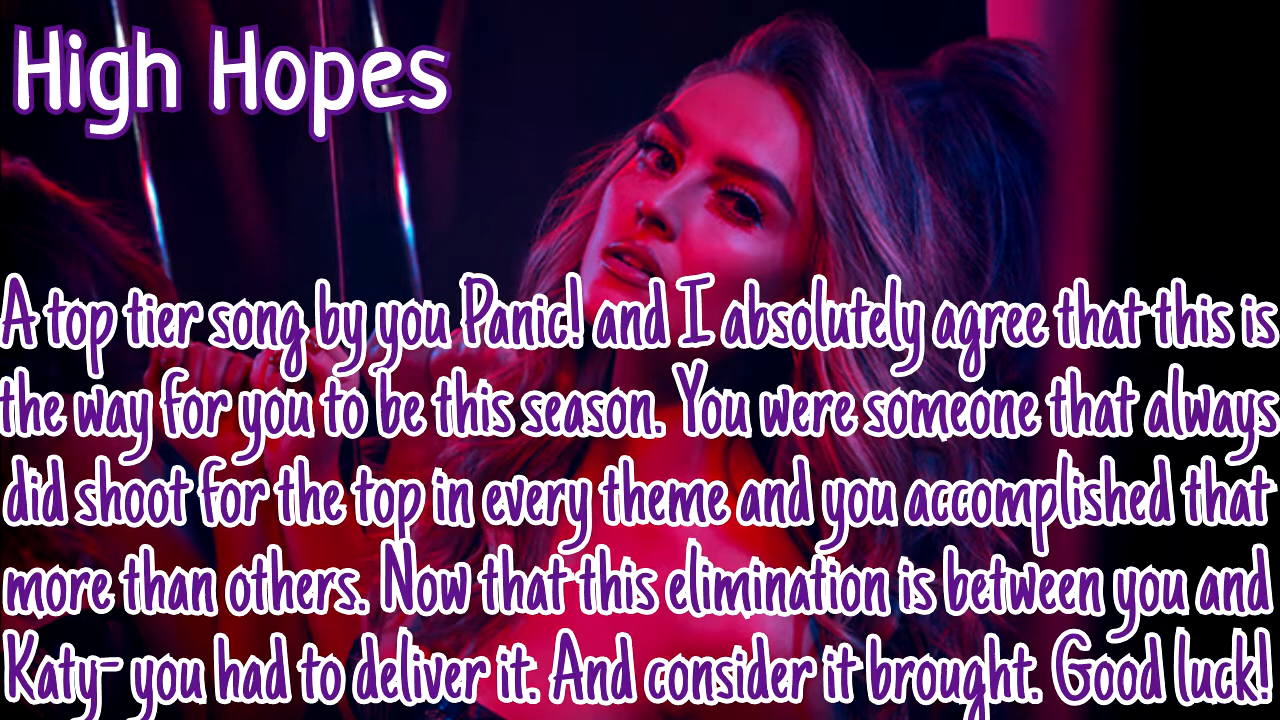 High Hopes
A top tier song by you Panic! and I absolutely agree that this is
the way for you to be this season. You were someone that always
did shoot for the top in every theme and you accomplished that
more than others. Now that this elimination is between you and
Katy- you had to deliver it. And consider it brought. Good luck!